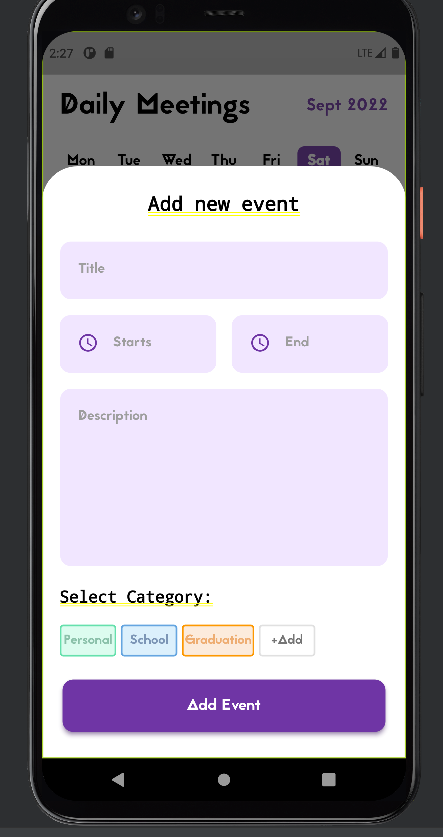 2:27 LTE
Daily Meetings Sept 2022
Mon Tue Wed Thu Fri Sat Sun
Add new event
Title
Starts End
Description
Select Category:
Personal School Graduation +Add
Add Event